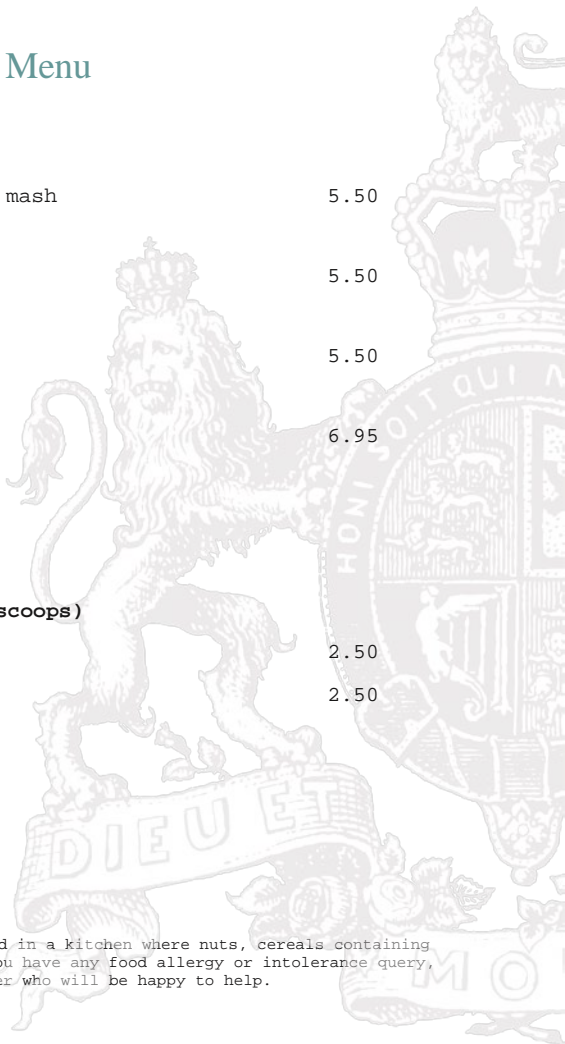 Menu
mash 5.50
5.50
5.50
6.95
HONI SOIT QUI
scoops)
2.50
2.50
DIEU ET
MO
d in a kitchen where nuts, cereals containing
ou have any food allergy or intolerance query,
er who will be happy to help.